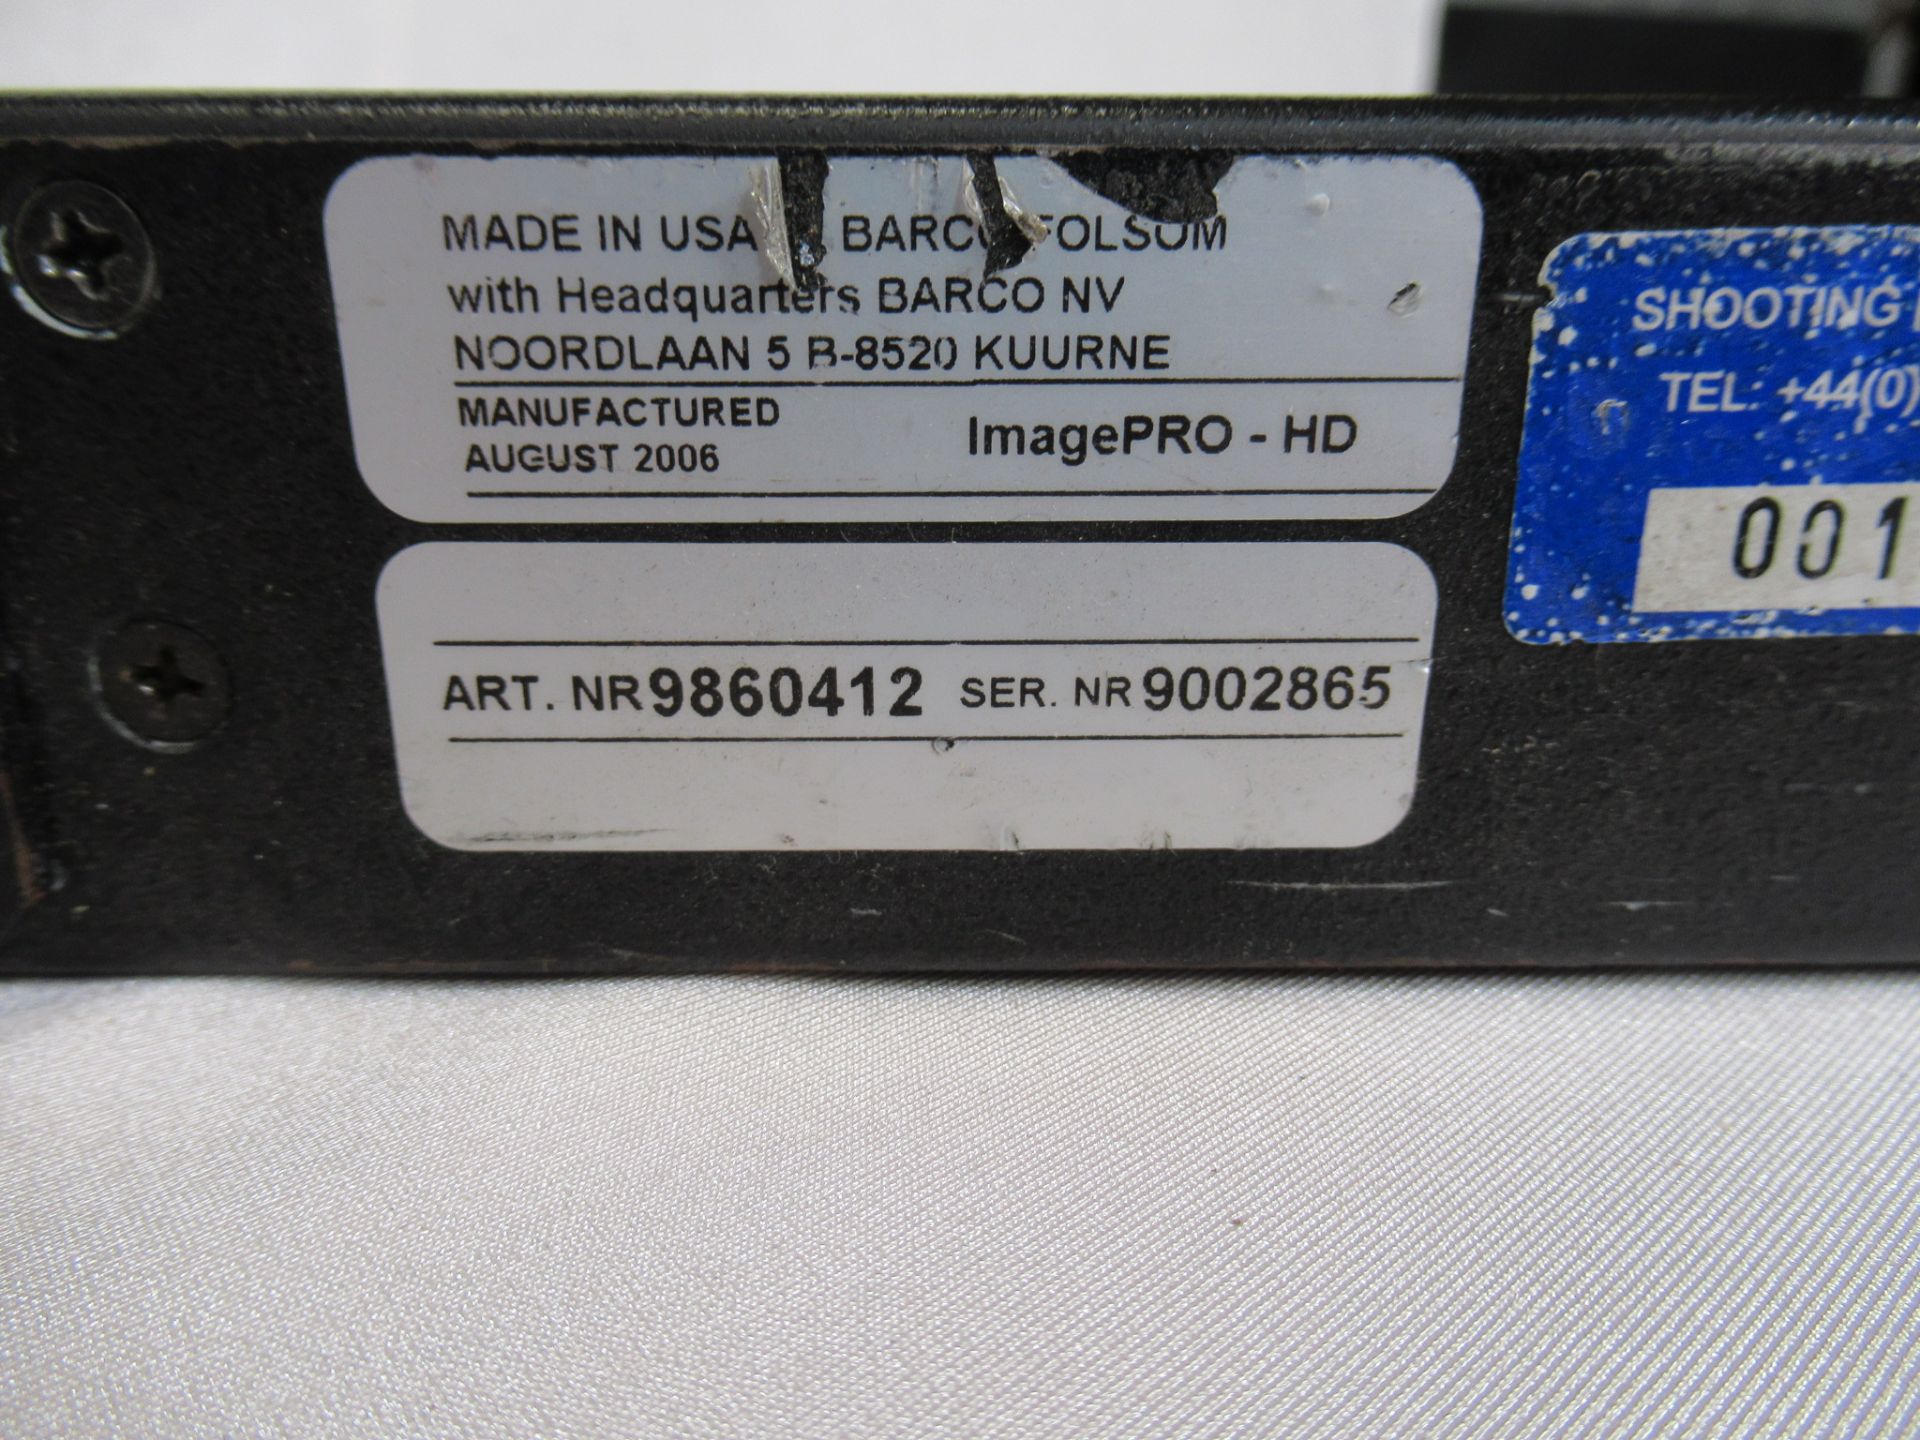 MADE IN USA BARCO FOLSOM
with Headquarters BARCO NV
NOORDLAAN 5 B-8520 KUURNE
MANUFACTURED
AUGUST 2006
ImagePRO - HD
ART. NR 9860412 SER. NR 9002865
SHOOTING
TEL: +44(0)
001